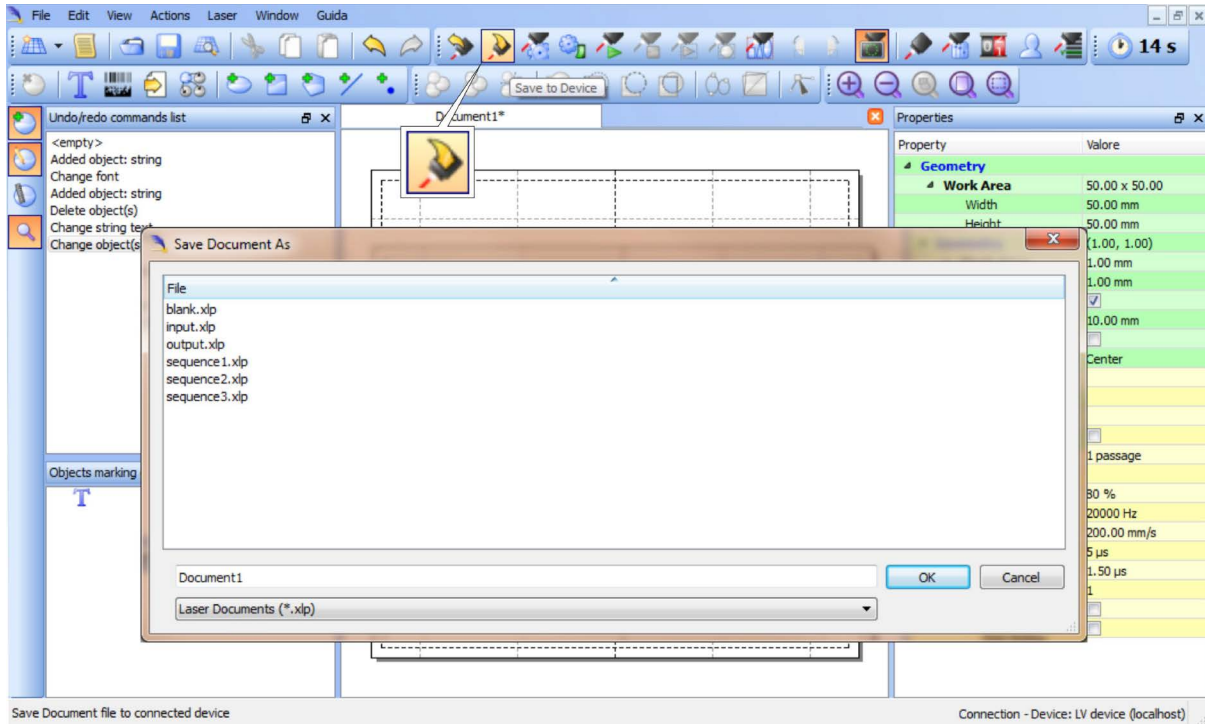 File Edit View Actions Laser Window Guida
14 s
Save to Device
Undo/redo commands list
<empty>
Added object: string
Change font
Added object: string
Delete object(s)
Change string text
Change object(s
Objects marking
T
Document1*
Properties
Property Valore
Geometry
Work Area 50.00 x 50.00
Width 50.00 mm
Height 50.00 mm
(1.00, 1.00)
1.00 mm
1.00 mm
10.00 mm
Center
1 passage
80 %
20000 Hz
200.00 mm/s
5 µs
1.50 µs
1
Save Document As
File
blank.xlp
input.xlp
output.xlp
sequence1.xlp
sequence2.xlp
sequence3.xlp
Document1
OK Cancel
Laser Documents (*.xlp)
Save Document file to connected device
Connection - Device: LV device (localhost)